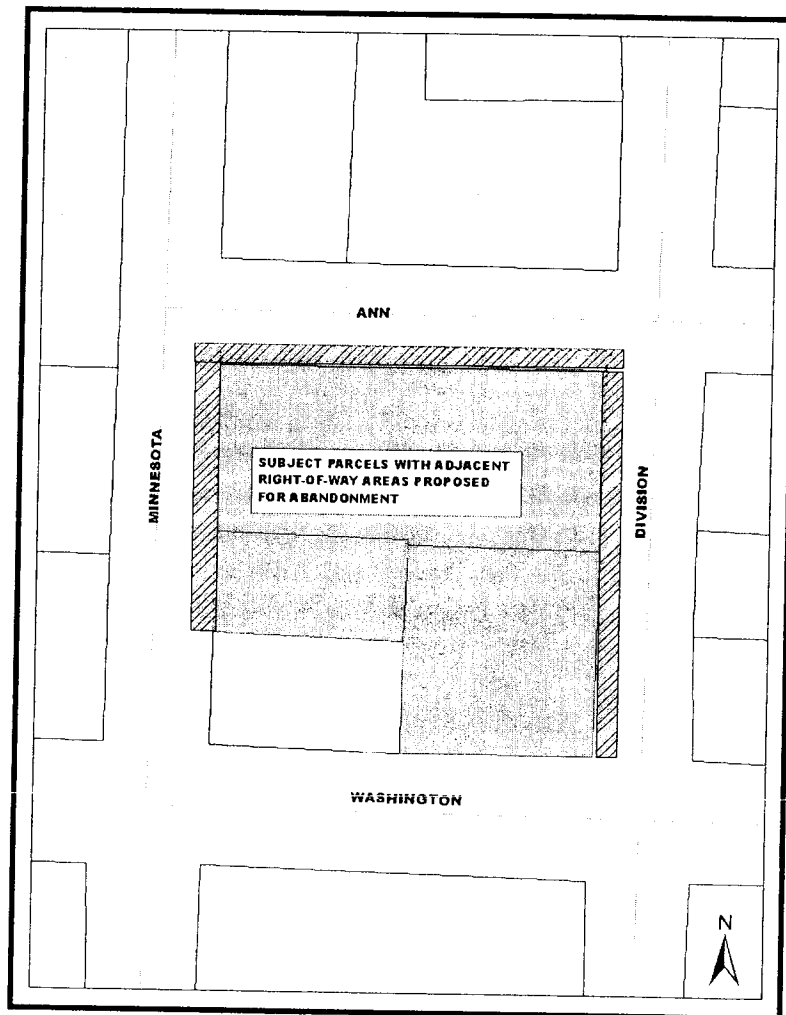 ANN
MINNESOTA
SUBJECT PARCELS WITH ADJACENT
RIGHT-OF-WAY AREAS PROPOSED
FOR ABANDONMENT
DIVISION
WASHINGTON
N